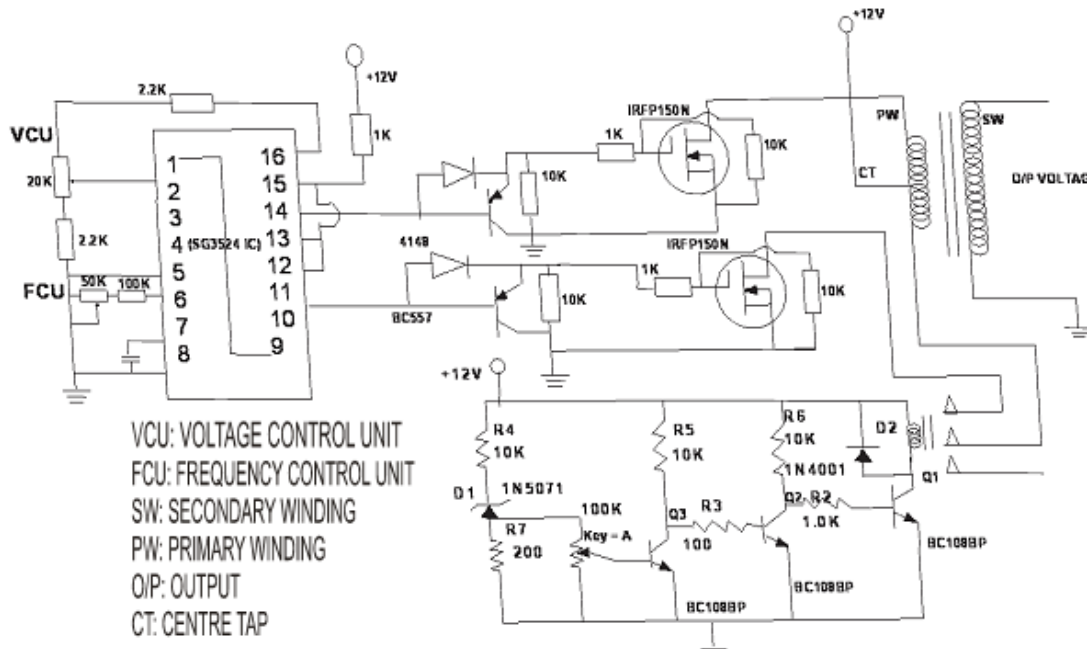 +12V
+12V
2.2K
VCU
1K
IRFP150N
PW
SW
1K
10K
CT
O/P VOLTAG
20K
2.2K
1
2
3
4
5
6
7
8
(SG3524 IC)
16
15
14
13
12
11
10
9
10K
4148
IRFP150N
1K
10K
10K
FCU
50K
100K
BC557
+12V
VCU: VOLTAGE CONTROL UNIT
FCU: FREQUENCY CONTROL UNIT
SW: SECONDARY WINDING
PW: PRIMARY WINDING
O/P: OUTPUT
CT: CENTRE TAP
R4
10K
R5
10K
R6
10K
D2
1N4001
Q1
D1
1N5071
100K
R7
200
Key = A
Q3
R3
100
Q2
R2
1.0K
BC108BP
BC108BP
BC108BP